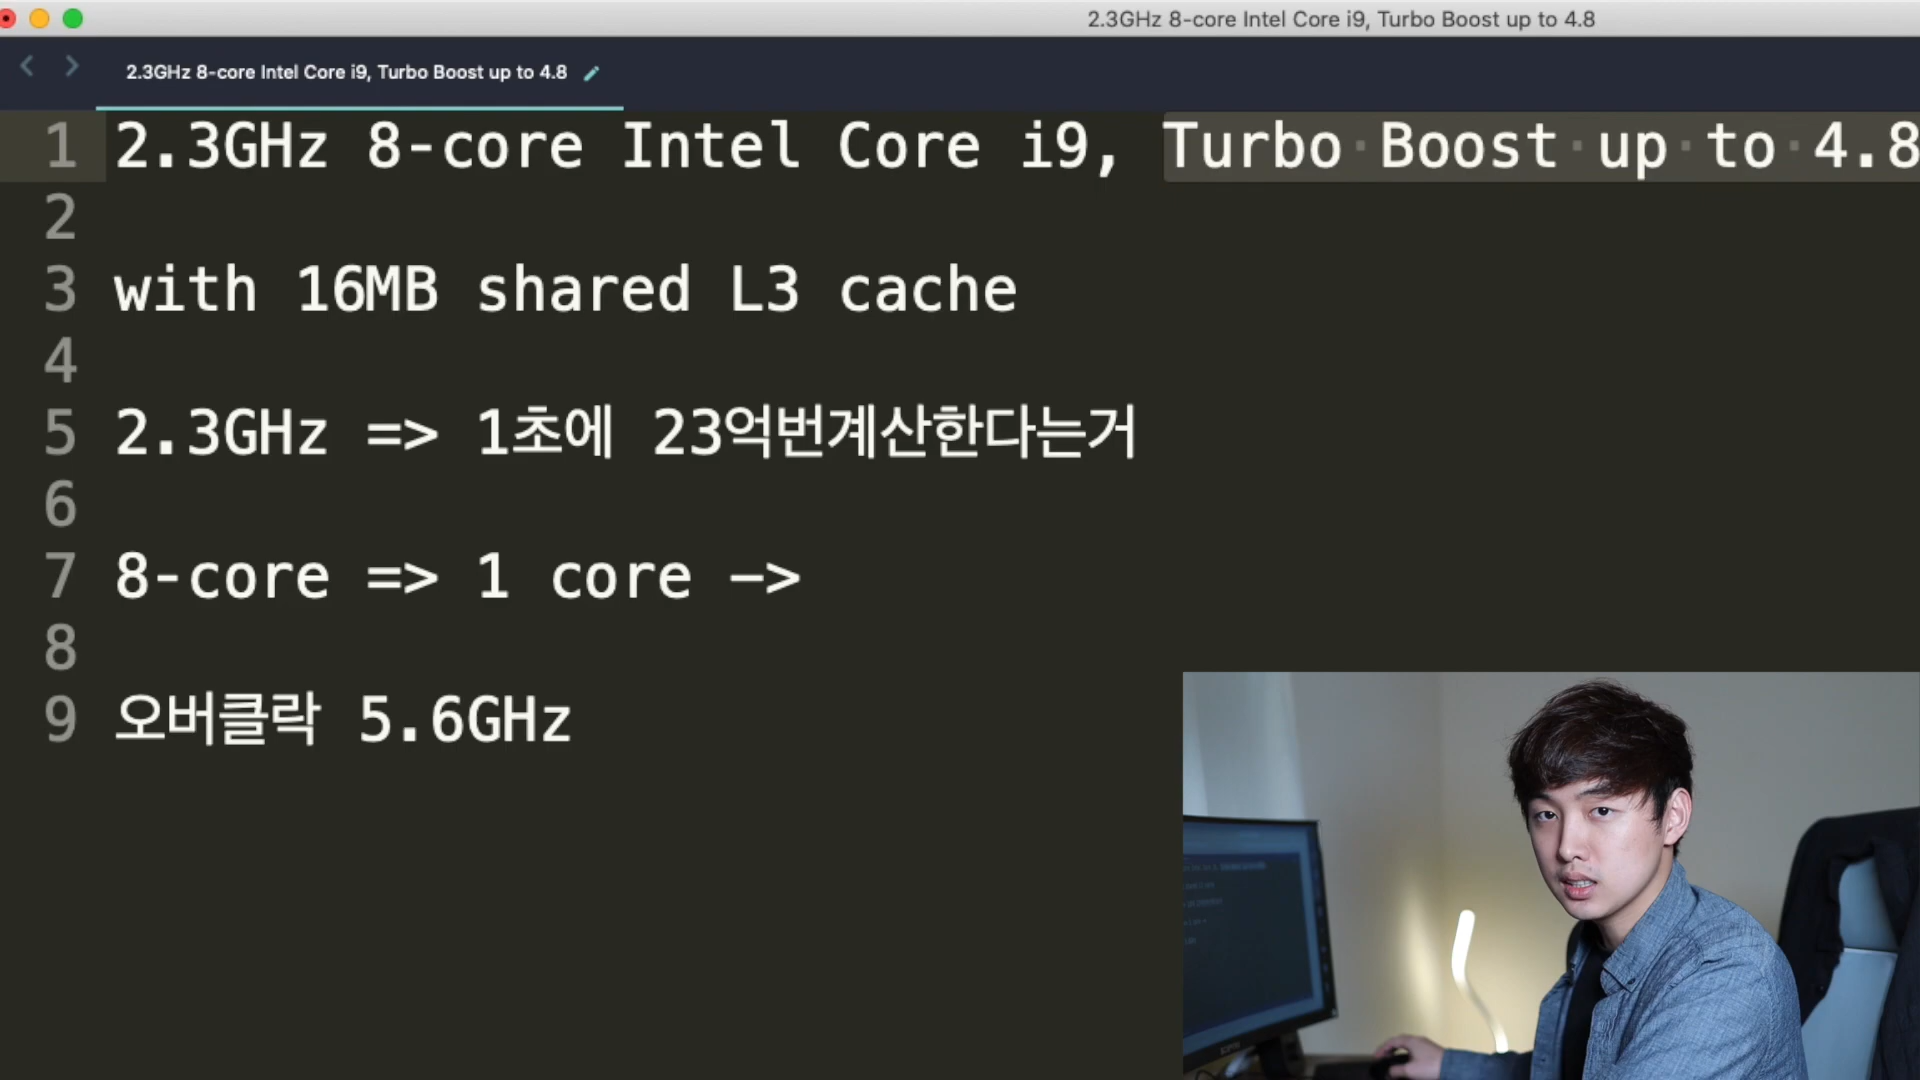 2.3GHz 8-core Intel Core i9, Turbo Boost up to 4.8
2.3GHz 8-core Intel Core i9, Turbo Boost up to 4.8
1 2.3GHz 8-core Intel Core i9, Turbo Boost up to 4.8
2
3 with 16MB shared L3 cache
4
5 2.3GHz => 1초에 23억번계산한다는거
6
7 8-core => 1 core —>
8
9 오버클락 5.6GHz